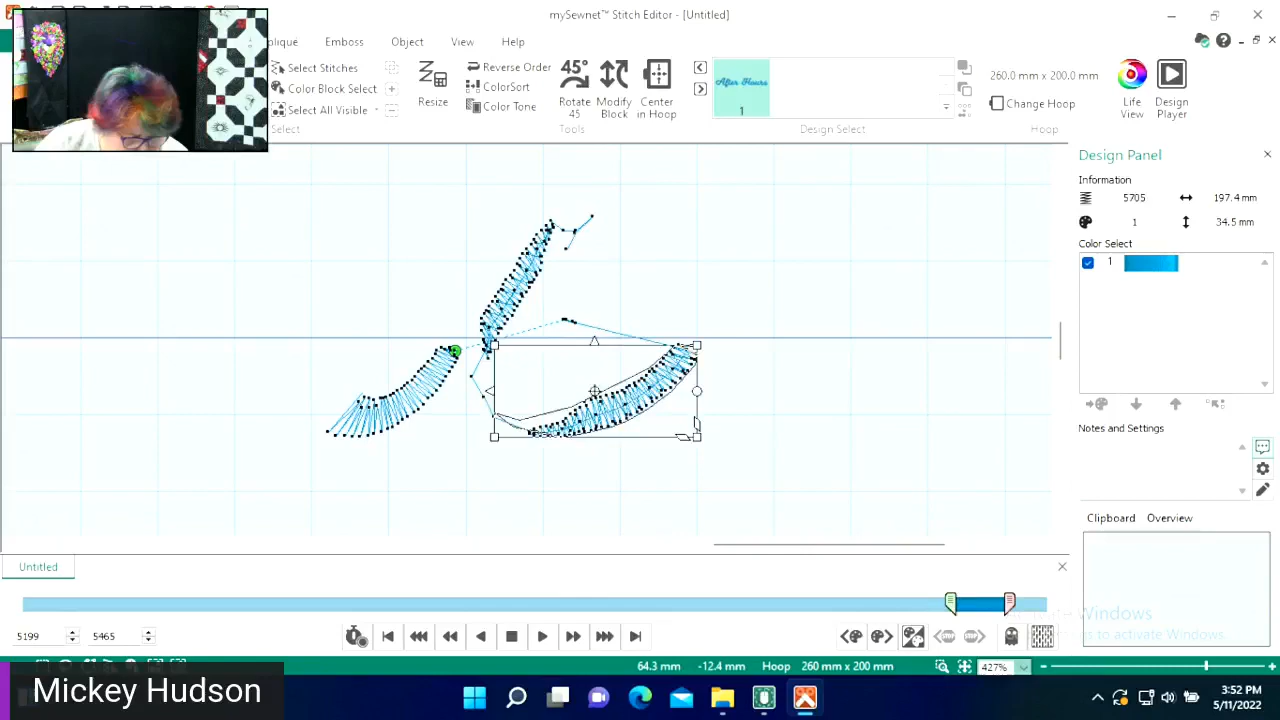 mySewnet™ Stitch Editor - [Untitled]
Emboss Object View Help
Select Stitches
Color Block Select
Select All Visible
Select
Resize
Reverse Order
ColorSort
Color Tone
Rotate
45
Modify
Block
Center
in Hoop
Tools
After Hours
1
Design Select
260.0 mm x 200.0 mm
Change Hoop
Hoop
Life
View
Design
Player
Design Panel
Information
5705 197.4 mm
1 34.5 mm
Color Select
1
Notes and Settings
Clipboard Overview
Untitled
5199 5465
64.3 mm -12.4 mm Hoop 260 mm x 200 mm 427%
Mickey Hudson
3:52 PM
5/11/2022